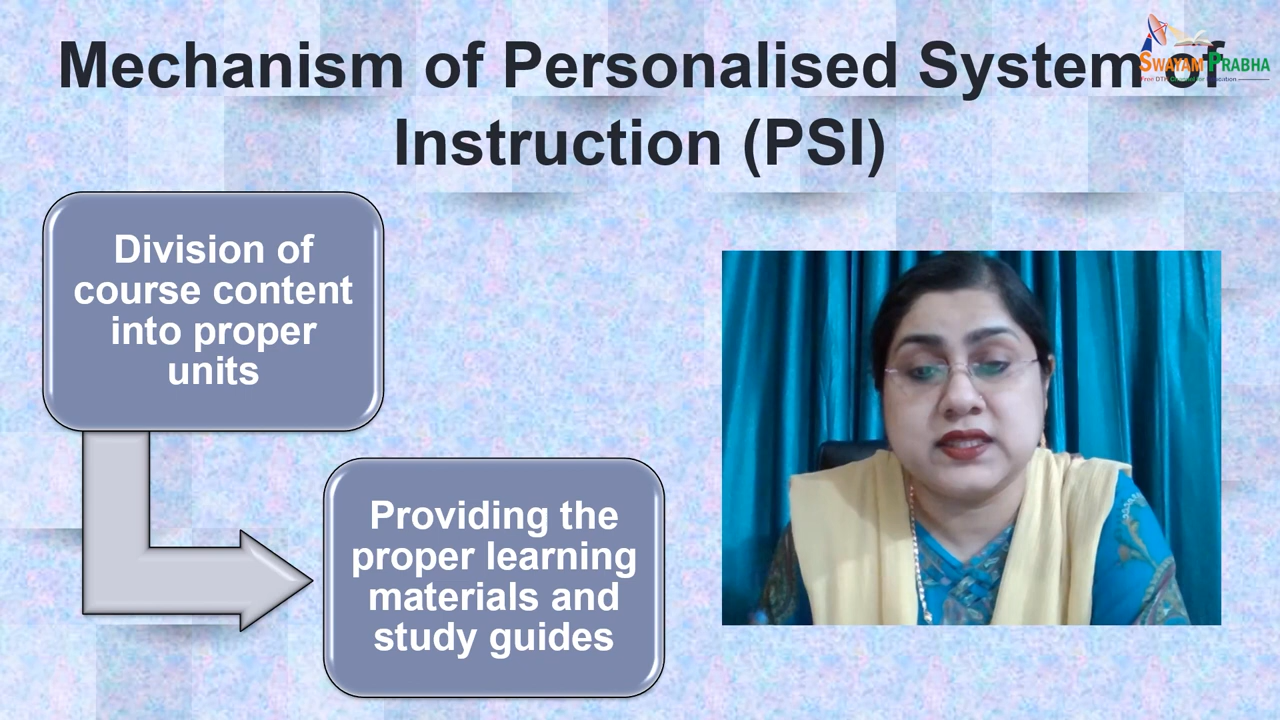 Mechanism of Personalised System of
Instruction (PSI)
SWAYAM PRABHA
Division of
course content
into proper
units
Providing the
proper learning
materials and
study guides